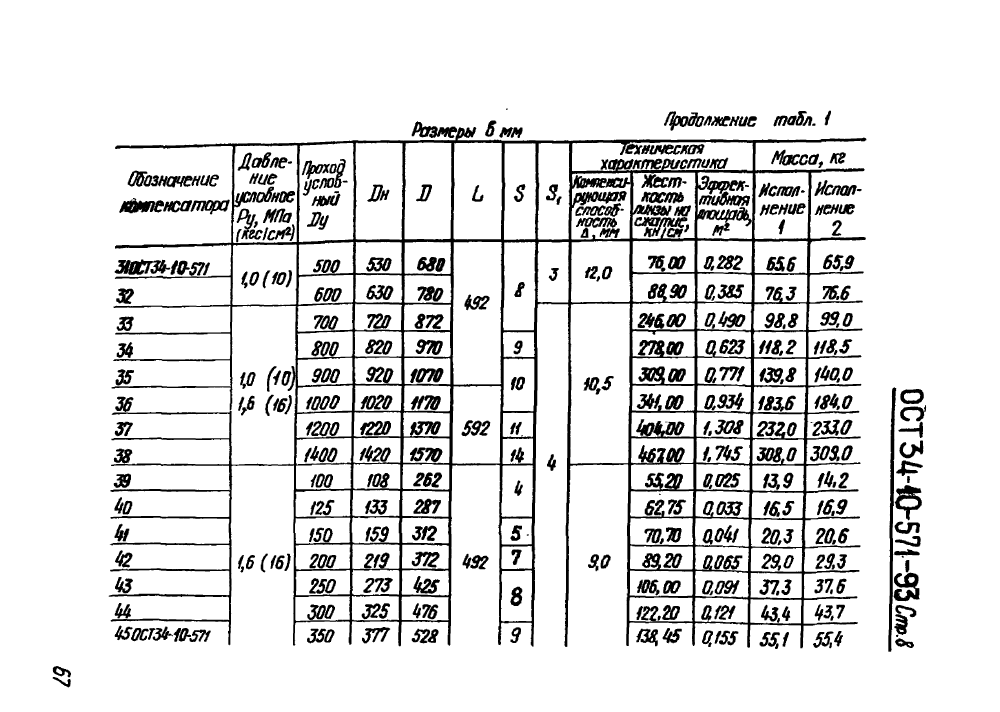 Продолжение табл. 1
Размеры в мм
Обозначение компенсатора | Давление условное Ру, МПа (кгс/см²) | Проход условный Ду | Дн | D | L | S | S₁ | Техническая характеристика | Масса, кг
Компенсирующая способность Δ, мм | Жесткость линзы на сжатие, кН/см | Эффективная площадь, м² | Исполнение 1 | Исполнение 2
31 ОСТ34-10-571 | 1,0 (10) | 500 | 530 | 680 | 492 | 8 | 3 | 12,0 | 76,00 | 0,282 | 65,6 | 65,9
32 | 600 | 630 | 780 | 88,90 | 0,385 | 76,3 | 76,6
33 | 1,0 (10) 1,6 (16) | 700 | 720 | 872 | 4 | 10,5 | 246,00 | 0,490 | 98,8 | 99,0
34 | 800 | 820 | 970 | 9 | 278,00 | 0,623 | 118,2 | 118,5
35 | 900 | 920 | 1070 | 10 | 309,00 | 0,771 | 139,8 | 140,0
36 | 1000 | 1020 | 1170 | 592 | 341,00 | 0,934 | 183,6 | 184,0
37 | 1200 | 1220 | 1370 | 11 | 404,00 | 1,308 | 232,0 | 233,0
38 | 1400 | 1420 | 1570 | 14 | 467,00 | 1,745 | 308,0 | 309,0
39 | 1,6 (16) | 100 | 108 | 262 | 492 | 4 | 9,0 | 55,20 | 0,025 | 13,9 | 14,2
40 | 125 | 133 | 287 | 62,75 | 0,033 | 16,5 | 16,9
41 | 150 | 159 | 312 | 5 | 70,70 | 0,041 | 20,3 | 20,6
42 | 200 | 219 | 372 | 7 | 89,20 | 0,065 | 29,0 | 29,3
43 | 250 | 273 | 425 | 8 | 106,00 | 0,091 | 37,3 | 37,6
44 | 300 | 325 | 476 | 122,20 | 0,121 | 43,4 | 43,7
45 ОСТ34-10-571 | 350 | 377 | 528 | 9 | 138,45 | 0,155 | 55,1 | 55,4
ОСТ 34-10-571-93 Стр.8
67